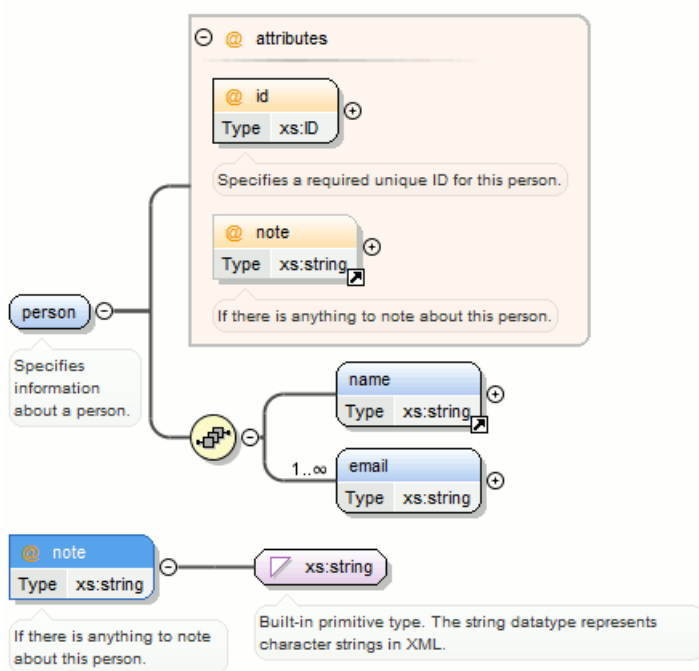 @ attributes
@ id
Type xs:ID
Specifies a required unique ID for this person.
@ note
Type xs:string
If there is anything to note about this person.
person
Specifies
information
about a person.
name
Type xs:string
1..∞
email
Type xs:string
@ note
Type xs:string
xs:string
If there is anything to note
about this person.
Built-in primitive type. The string datatype represents
character strings in XML.